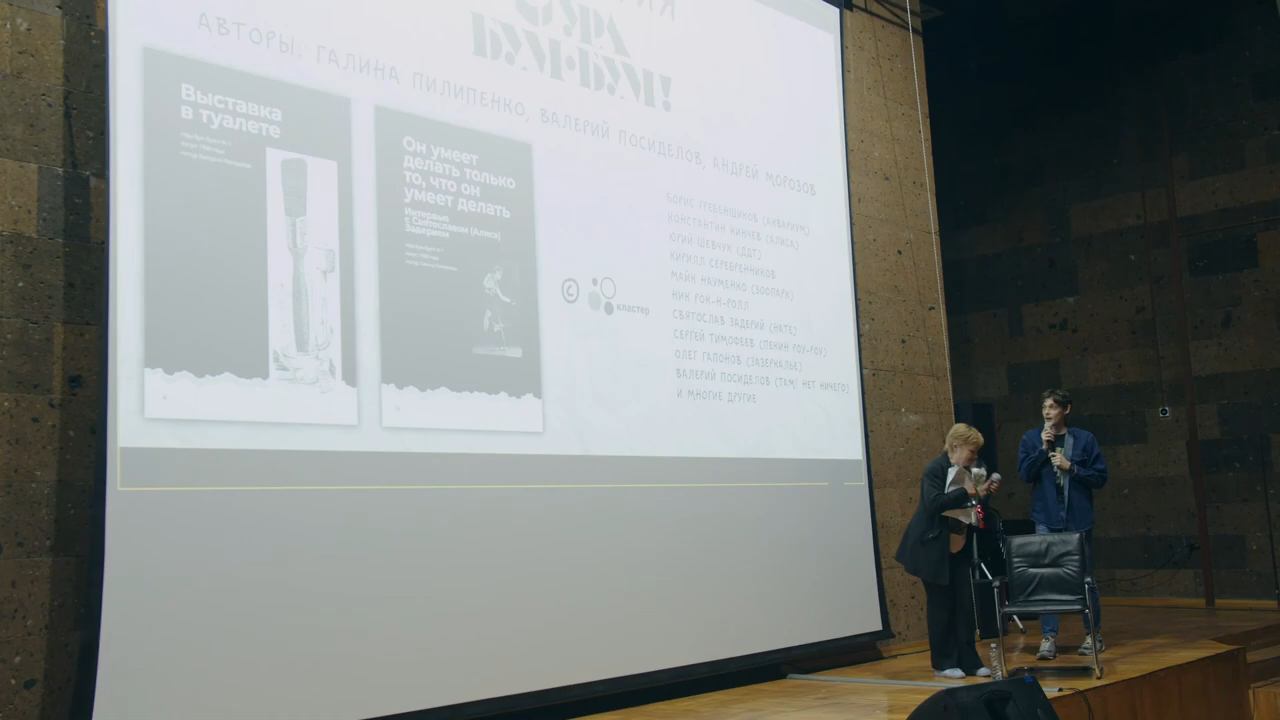 УРА
БУМ-БУМ!
АВТОРЫ: ГАЛИНА ПИЛИПЕНКО, ВАЛЕРИЙ ПОСИДЕЛОВ, АНДРЕЙ МОРОЗОВ
Выставка
в туалете
Он умеет
делать только
то, что он
умеет делать
Интервью
с Святославом (Алиса)
Задерием
©
кластер
БОРИС ГРЕБЕНЩИКОВ (АКВАРИУМ)
КОНСТАНТИН КИНЧЕВ (АЛИСА)
ЮРИЙ ШЕВЧУК (ДДТ)
КИРИЛЛ СЕРЕБРЕННИКОВ
МАЙК НАУМЕНКО (ЗООПАРК)
НИК РОК-Н-РОЛЛ
СВЯТОСЛАВ ЗАДЕРИЙ (НАТЕ)
СЕРГЕЙ ТИМОФЕЕВ (ПЕКИН РОУ-РОУ)
ОЛЕГ ГАПОНОВ (ЗАЗЕРКАЛЬЕ)
ВАЛЕРИЙ ПОСИДЕЛОВ (ТАМ! НЕТ НИЧЕГО)
И МНОГИЕ ДРУГИЕ